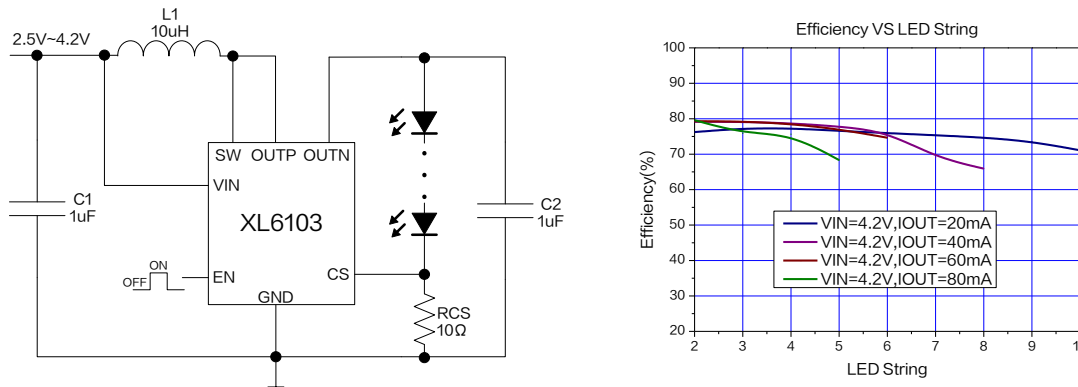 L1
10uH
2.5V~4.2V
SW OUTP OUTN
VIN
C1
1uF
XL6103
C2
1uF
ON
OFF
EN
CS
GND
RCS
10Ω
Efficiency VS LED String
Efficiency(%)
100
90
80
70
60
50
40
30
20
VIN=4.2V,IOUT=20mA
VIN=4.2V,IOUT=40mA
VIN=4.2V,IOUT=60mA
VIN=4.2V,IOUT=80mA
2 3 4 5 6 7 8 9
LED String